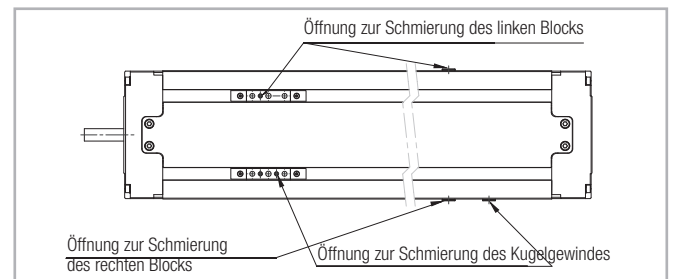 Öffnung zur Schmierung des linken Blocks
Öffnung zur Schmierung
des rechten Blocks
Öffnung zur Schmierung des Kugelgewindes